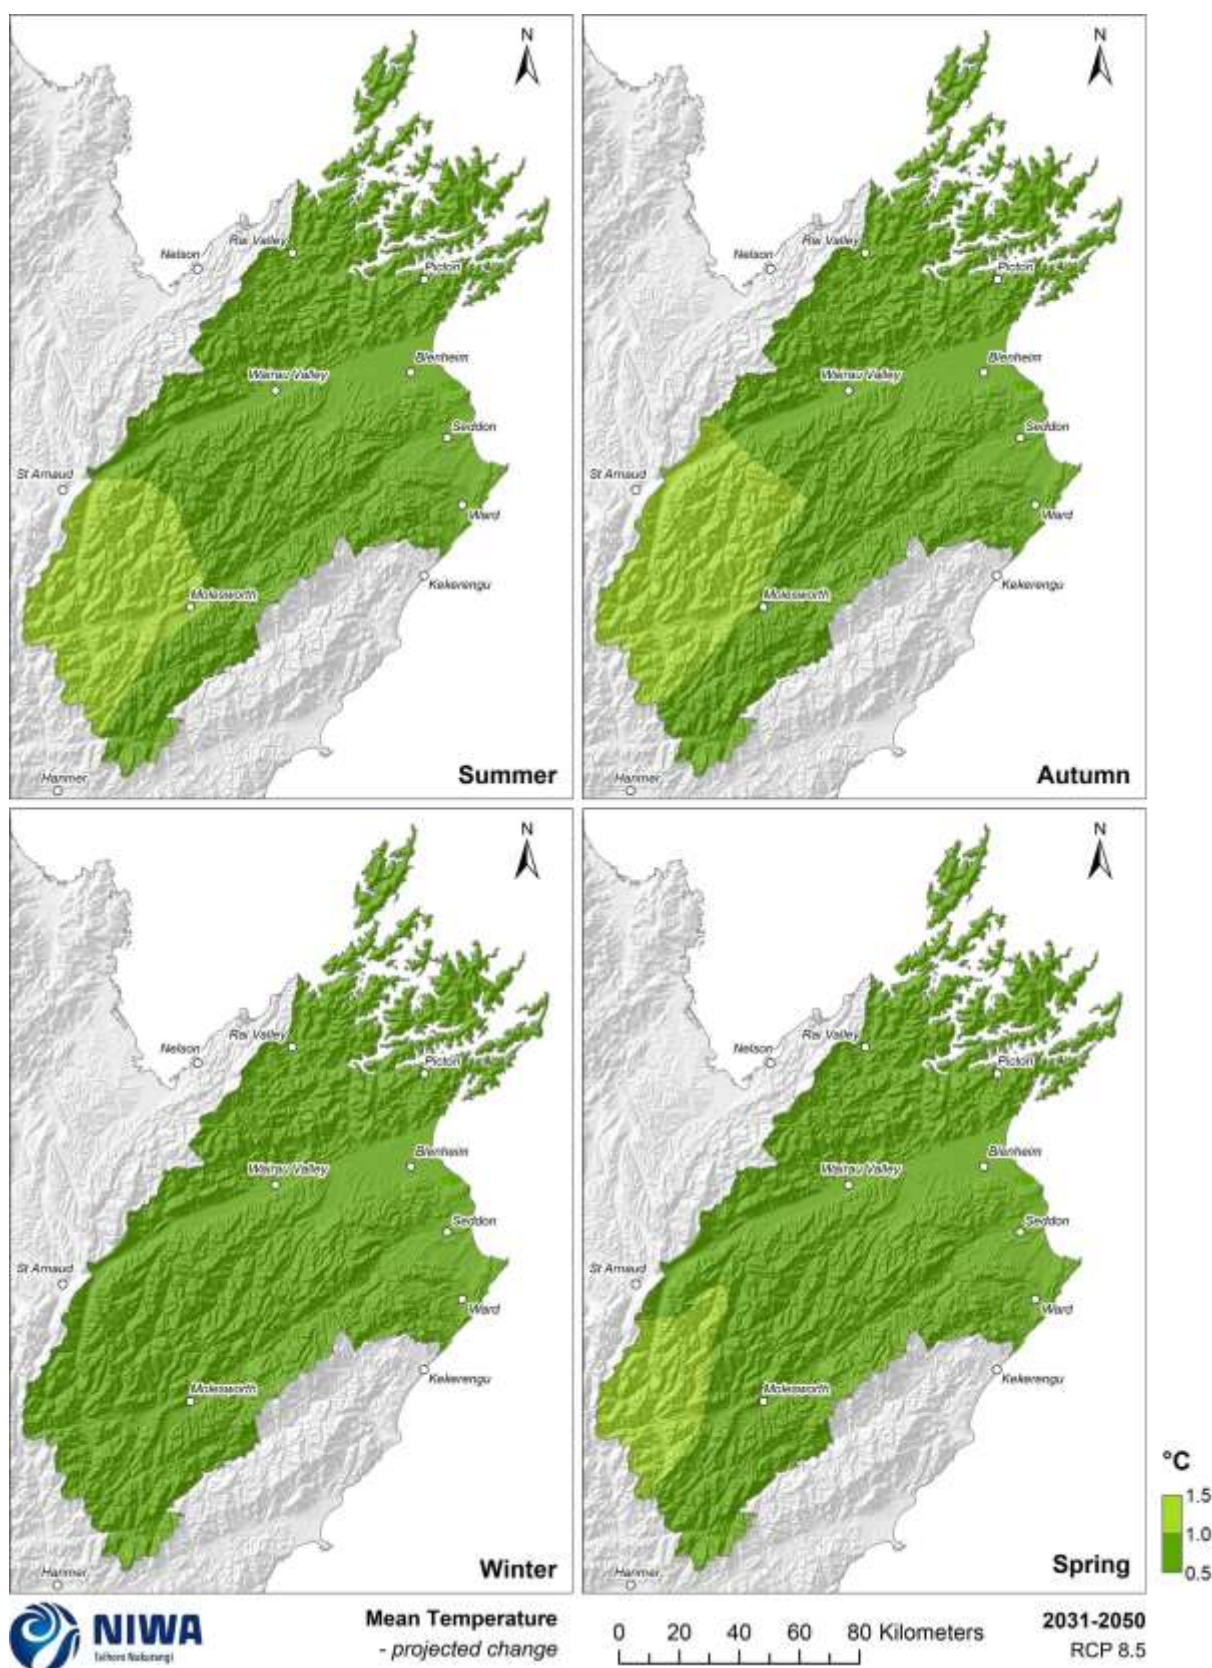 N
Rai Valley
Nelson
Picton
Blenheim
Wairau Valley
Seddon
St Arnaud
Ward
Kekerengu
Molesworth
Hanmer
Summer
N
Rai Valley
Nelson
Picton
Blenheim
Wairau Valley
Seddon
St Arnaud
Ward
Kekerengu
Molesworth
Hanmer
Autumn
N
Rai Valley
Nelson
Picton
Blenheim
Wairau Valley
Seddon
St Arnaud
Ward
Kekerengu
Molesworth
Hanmer
Winter
N
Rai Valley
Nelson
Picton
Blenheim
Wairau Valley
Seddon
St Arnaud
Ward
Kekerengu
Molesworth
Hanmer
Spring
°C
1.5
1.0
0.5
NIWA
Taihoro Nukurangi
Mean Temperature
- projected change
0 20 40 60 80 Kilometers
2031-2050
RCP 8.5